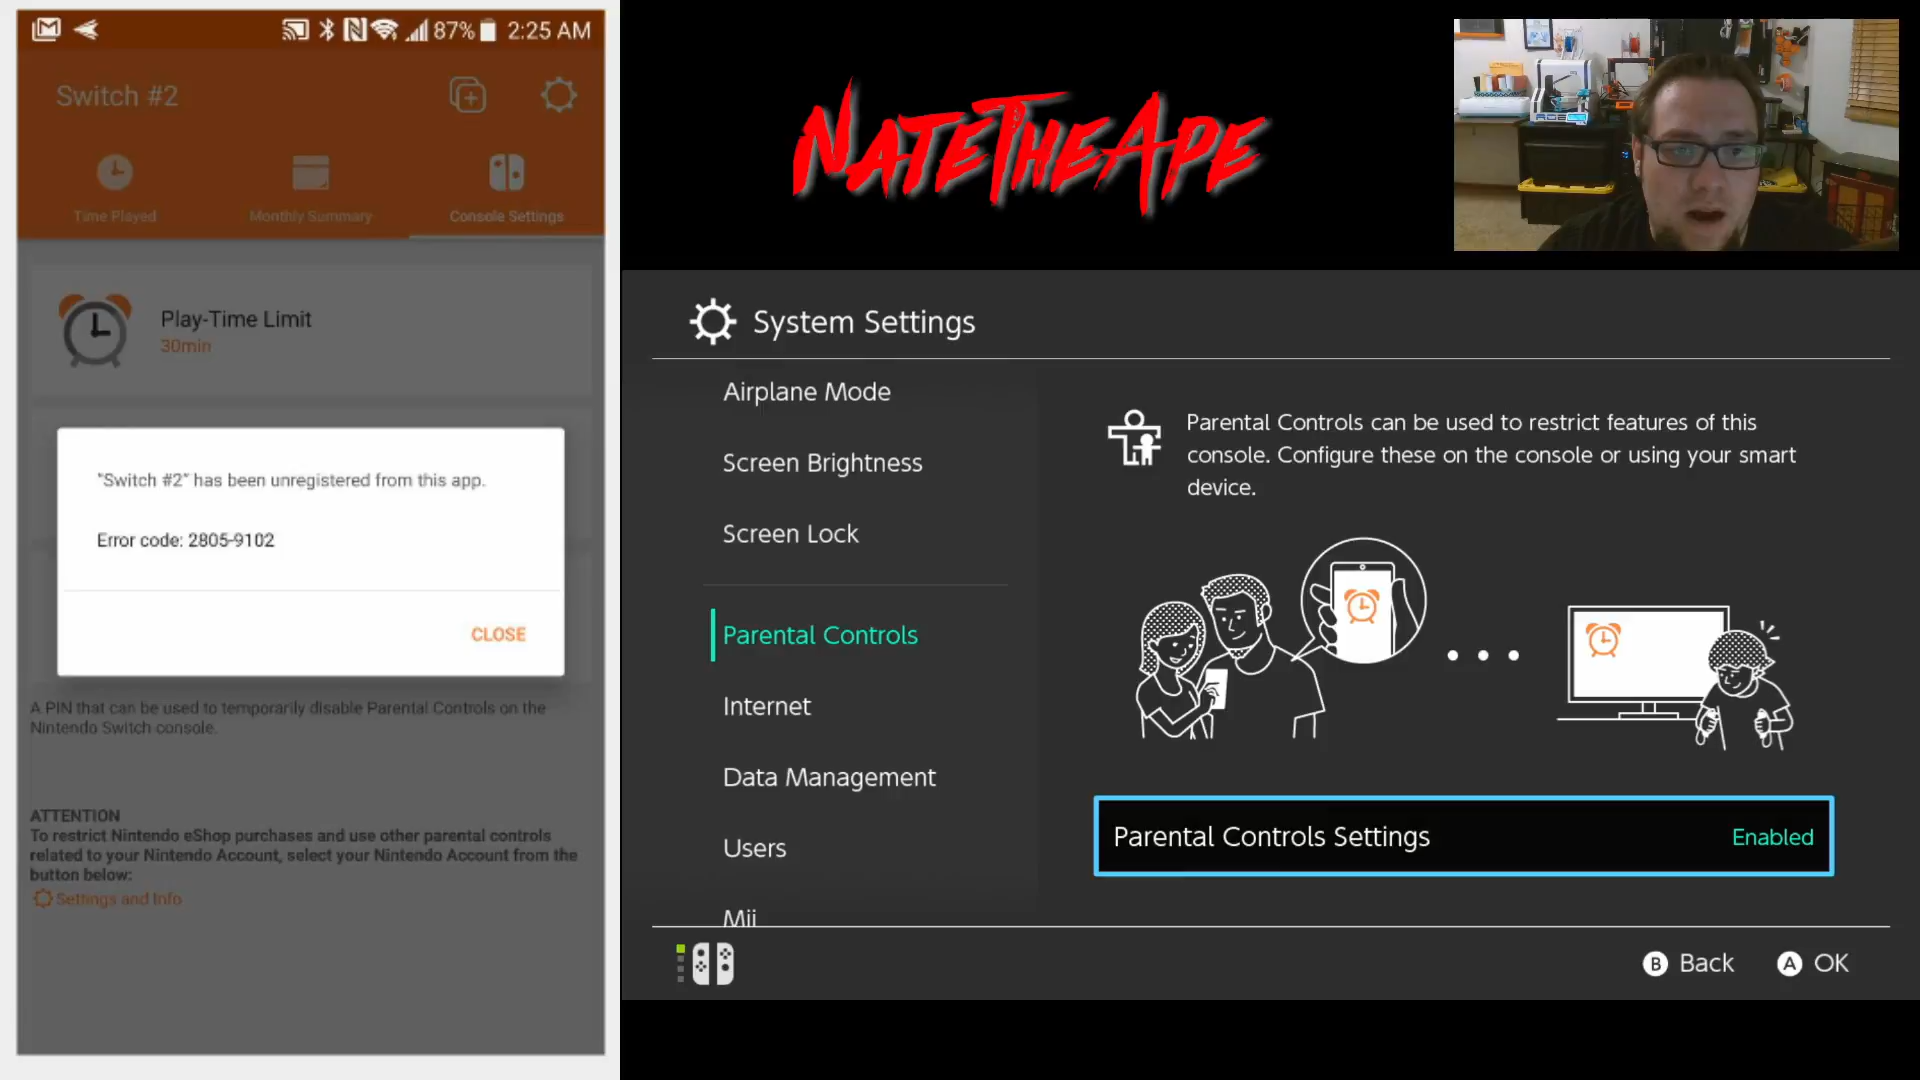 87% 2:25 AM
Switch #2
Time Played
Monthly Summary
Console Settings
Play-Time Limit
30min
"Switch #2" has been unregistered from this app.
Error code: 2805-9102
CLOSE
A PIN that can be used to temporarily disable Parental Controls on the
Nintendo Switch console.
ATTENTION
To restrict Nintendo eShop purchases and use other parental controls
related to your Nintendo Account, select your Nintendo Account from the
button below:
Settings and Info
NATETHEAPE
System Settings
Airplane Mode
Screen Brightness
Screen Lock
Parental Controls
Internet
Data Management
Users
Mii
Parental Controls can be used to restrict features of this
console. Configure these on the console or using your smart
device.
Parental Controls Settings
Enabled
B Back
A OK